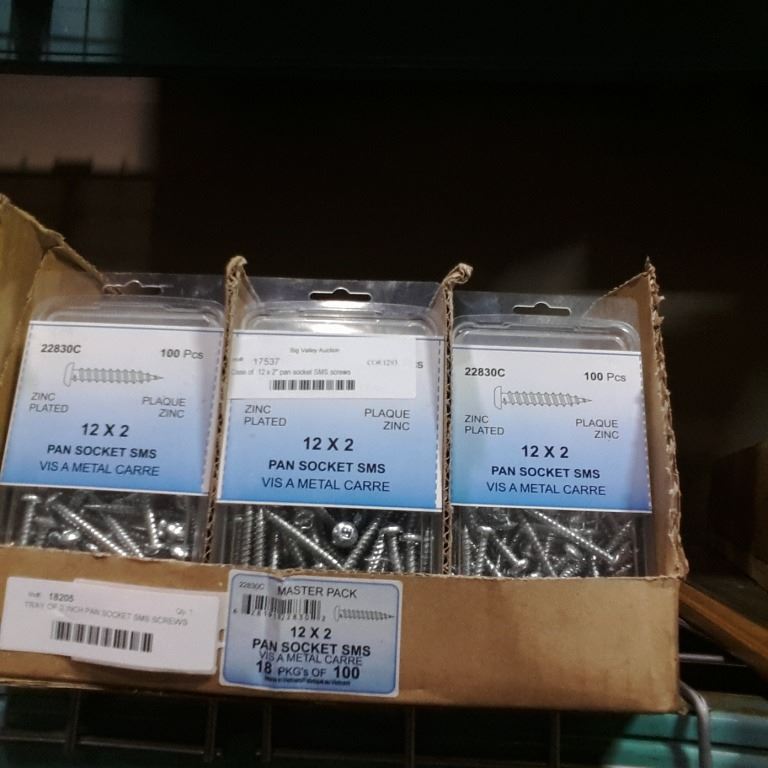 22830C
100 Pcs
ZINC
PLATED
PLAQUE
ZINC
12 X 2
PAN SOCKET SMS
VIS A METAL CARRE
Big Valley Auction
17537
12 x 2" pan socket SMS screws
cs
ZINC
PLATED
PLAQUE
ZINC
12 X 2
PAN SOCKET SMS
VIS A METAL CARRE
22830C
100 Pcs
ZINC
PLATED
PLAQUE
ZINC
12 X 2
PAN SOCKET SMS
VIS A METAL CARRE
18205
Qty. 1
TRAY OF 2 INCH PAN SOCKET SMS SCREWS
22830C
MASTER PACK
12 X 2
PAN SOCKET SMS
VIS A METAL CARRE
18 PKG's OF 100